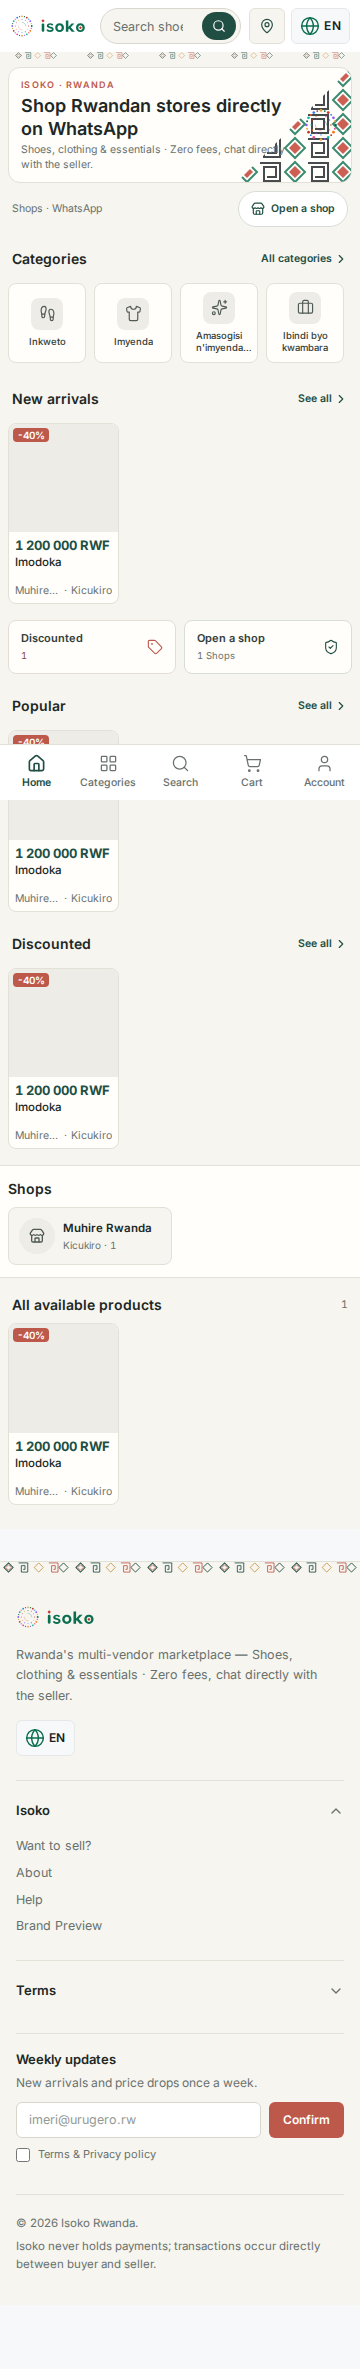 isoko
Search shoe
EN
ISOKO · RWANDA
Shop Rwandan stores directly
on WhatsApp
Shoes, clothing & essentials · Zero fees, chat directly
with the seller.
Shops · WhatsApp
Open a shop
Categories
All categories
Inkweto
Imyenda
Amasogisi
n'imyenda...
Ibindi byo
kwambara
New arrivals
See all
-40%
1 200 000 RWF
Imodoka
Muhire... · Kicukiro
Discounted
1
Open a shop
1 Shops
Popular
See all
-40%
Home
Categories
Search
Cart
Account
1 200 000 RWF
Imodoka
Muhire... · Kicukiro
Discounted
See all
-40%
1 200 000 RWF
Imodoka
Muhire... · Kicukiro
Shops
Muhire Rwanda
Kicukiro · 1
All available products
1
-40%
1 200 000 RWF
Imodoka
Muhire... · Kicukiro
isoko
Rwanda's multi-vendor marketplace — Shoes,
clothing & essentials · Zero fees, chat directly with
the seller.
EN
Isoko
Want to sell?
About
Help
Brand Preview
Terms
Weekly updates
New arrivals and price drops once a week.
imeri@urugero.rw
Confirm
Terms & Privacy policy
© 2026 Isoko Rwanda.
Isoko never holds payments; transactions occur directly
between buyer and seller.